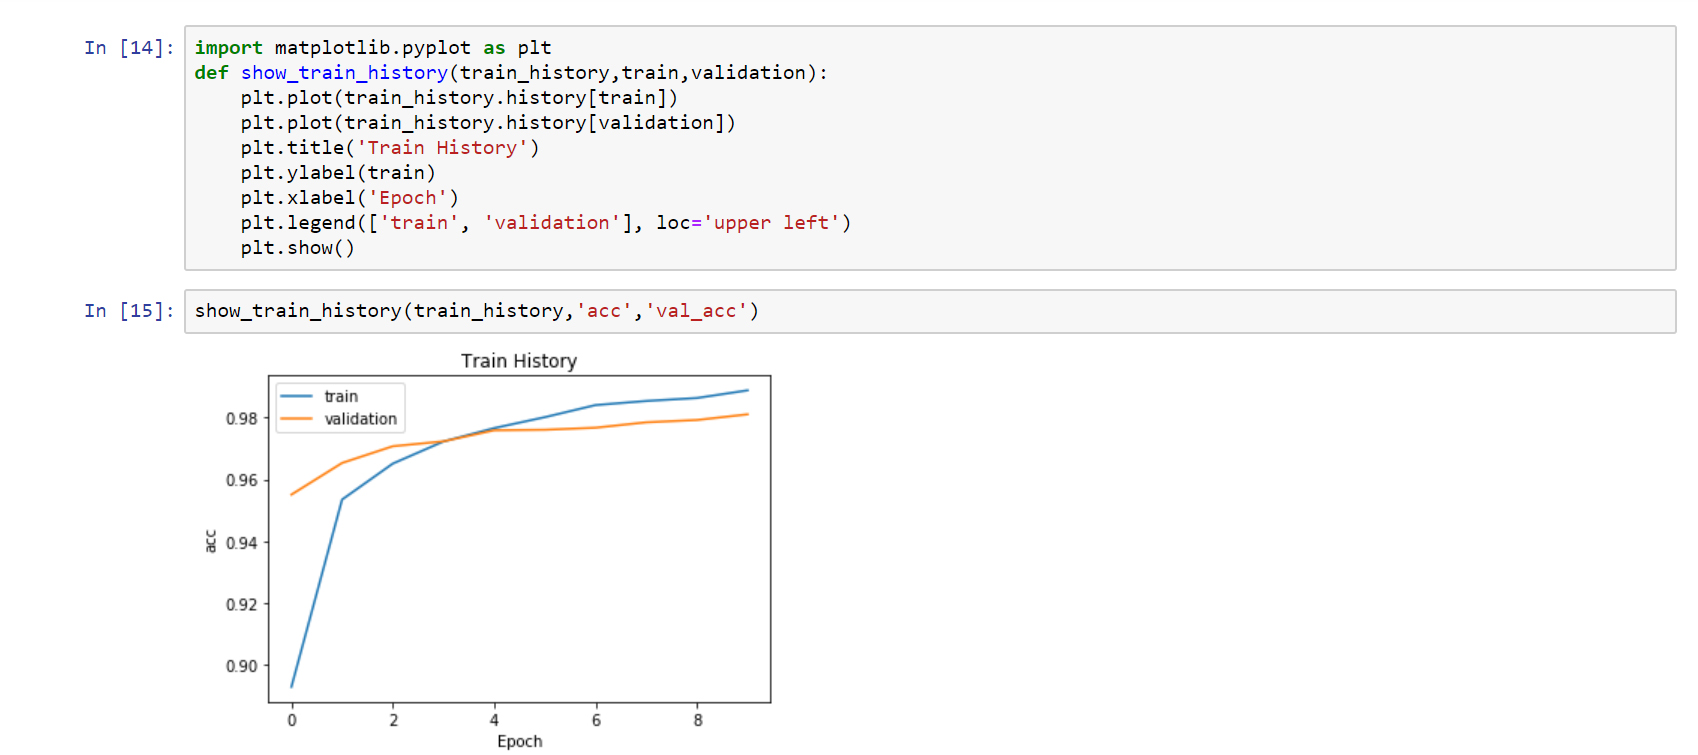 In [14]: import matplotlib.pyplot as plt
def show_train_history(train_history,train,validation):
    plt.plot(train_history.history[train])
    plt.plot(train_history.history[validation])
    plt.title('Train History')
    plt.ylabel(train)
    plt.xlabel('Epoch')
    plt.legend(['train', 'validation'], loc='upper left')
    plt.show()
In [15]: show_train_history(train_history,'acc','val_acc')
Train History
train
validation
0.98
0.96
0.94
0.92
0.90
acc
0 2 4 6 8
Epoch